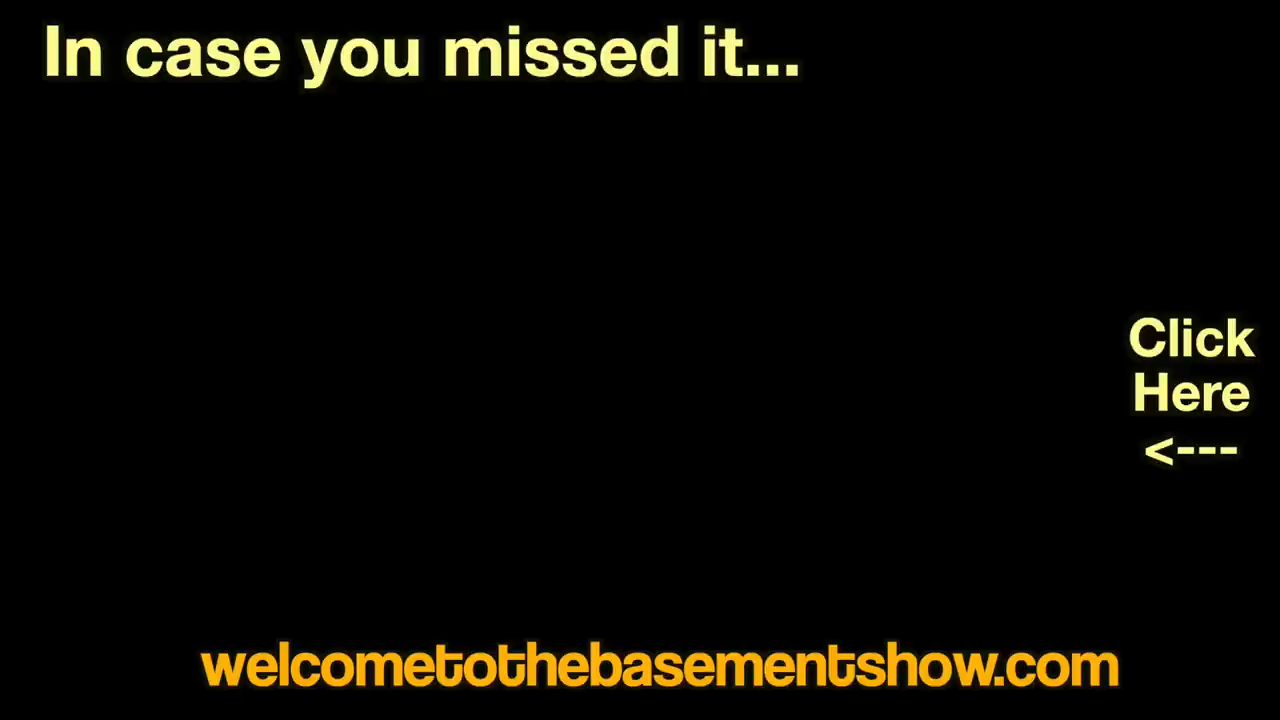 In case you missed it...
Click
Here
<---
welcometothebasementshow.com